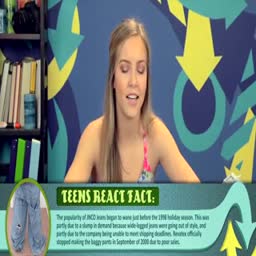 TEENS REACT FACT:
The popularity of JNCO Jeans began to wane just before the 1998 holiday season. This was
partly due to a slump in demand because wide-legged jeans were going out of style, and
partly due to the company being unable to meet shipping deadlines. Revatex officially
stopped making the baggy pants in September of 2000 due to poor sales.